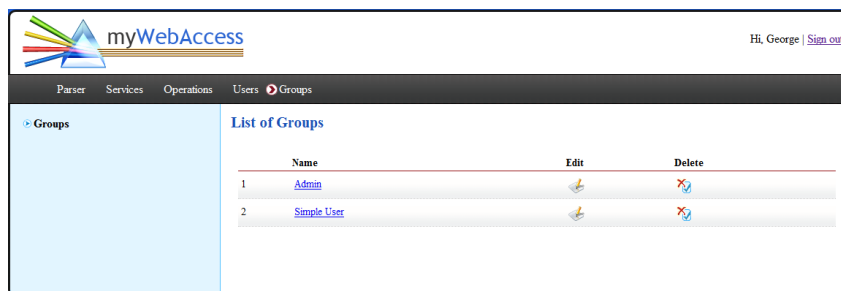 myWebAccess
Hi, George | Sign out
Parser Services Operations Users Groups
Groups
List of Groups
Name Edit Delete
1 Admin
2 Simple User